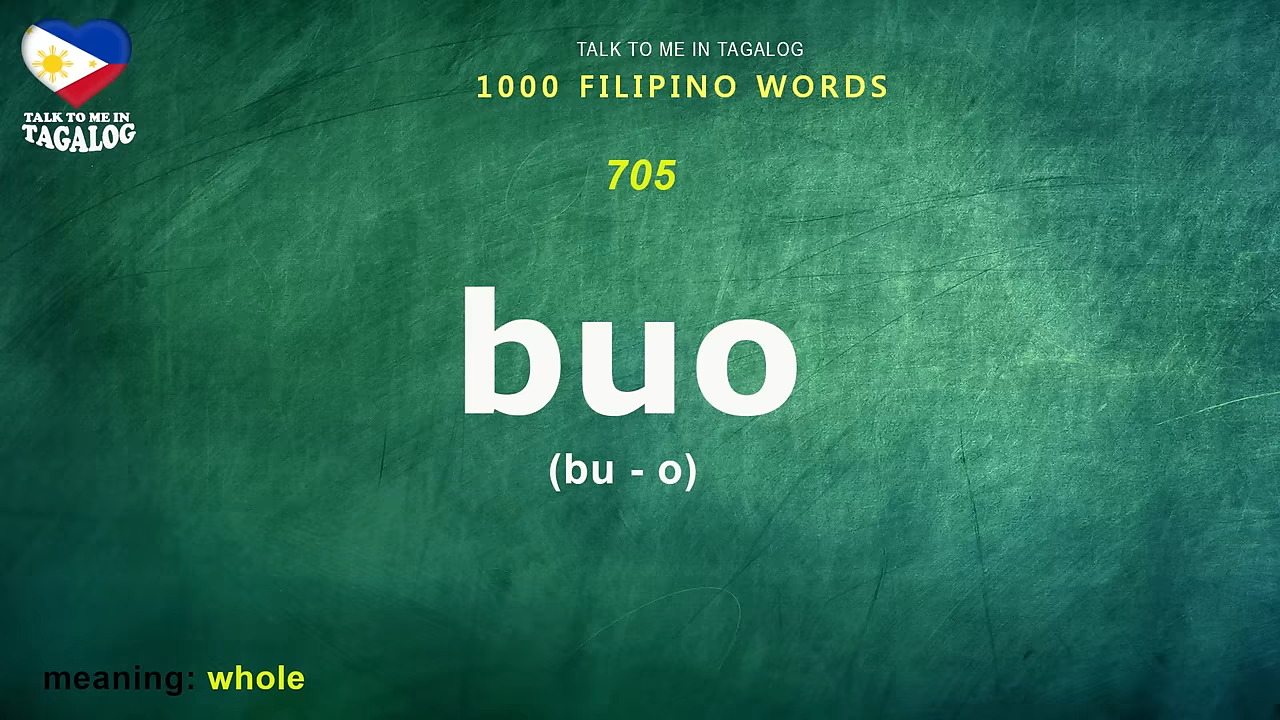 TALK TO ME IN
TAGALOG
TALK TO ME IN TAGALOG
1000 FILIPINO WORDS
705
buo
(bu - o)
meaning: whole